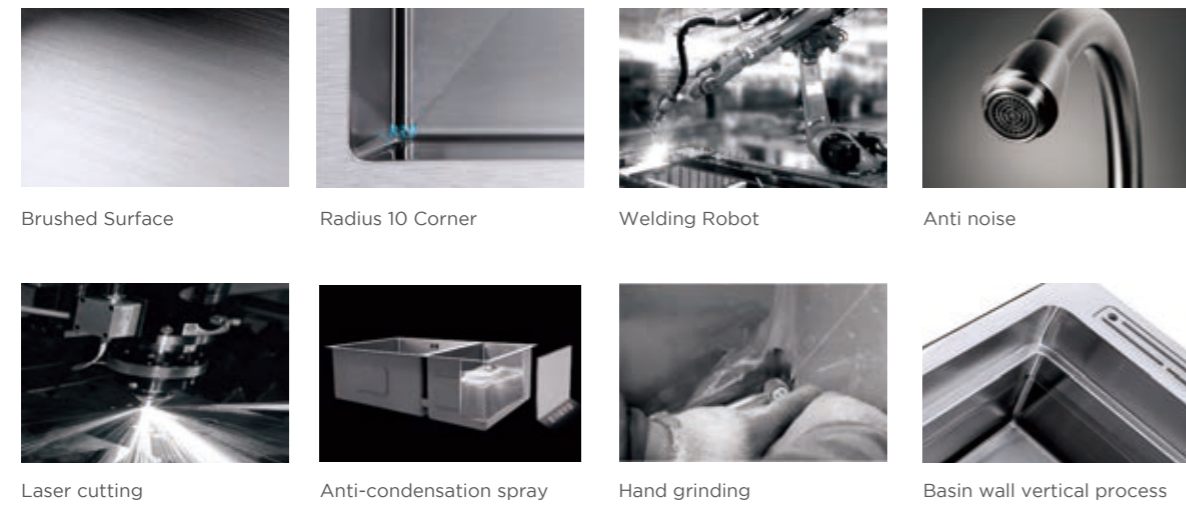 Brushed Surface
Radius 10 Corner
Welding Robot
Anti noise
Laser cutting
Anti-condensation spray
Hand grinding
Basin wall vertical process